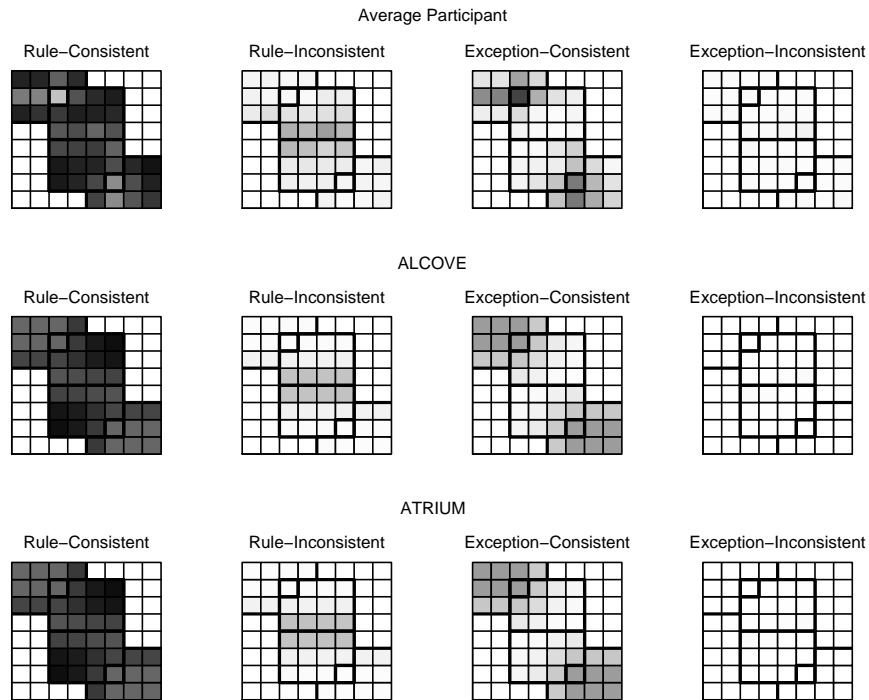 Average Participant
Rule−Consistent Rule−Inconsistent Exception−Consistent Exception−Inconsistent
ALCOVE
Rule−Consistent Rule−Inconsistent Exception−Consistent Exception−Inconsistent
ATRIUM
Rule−Consistent Rule−Inconsistent Exception−Consistent Exception−Inconsistent